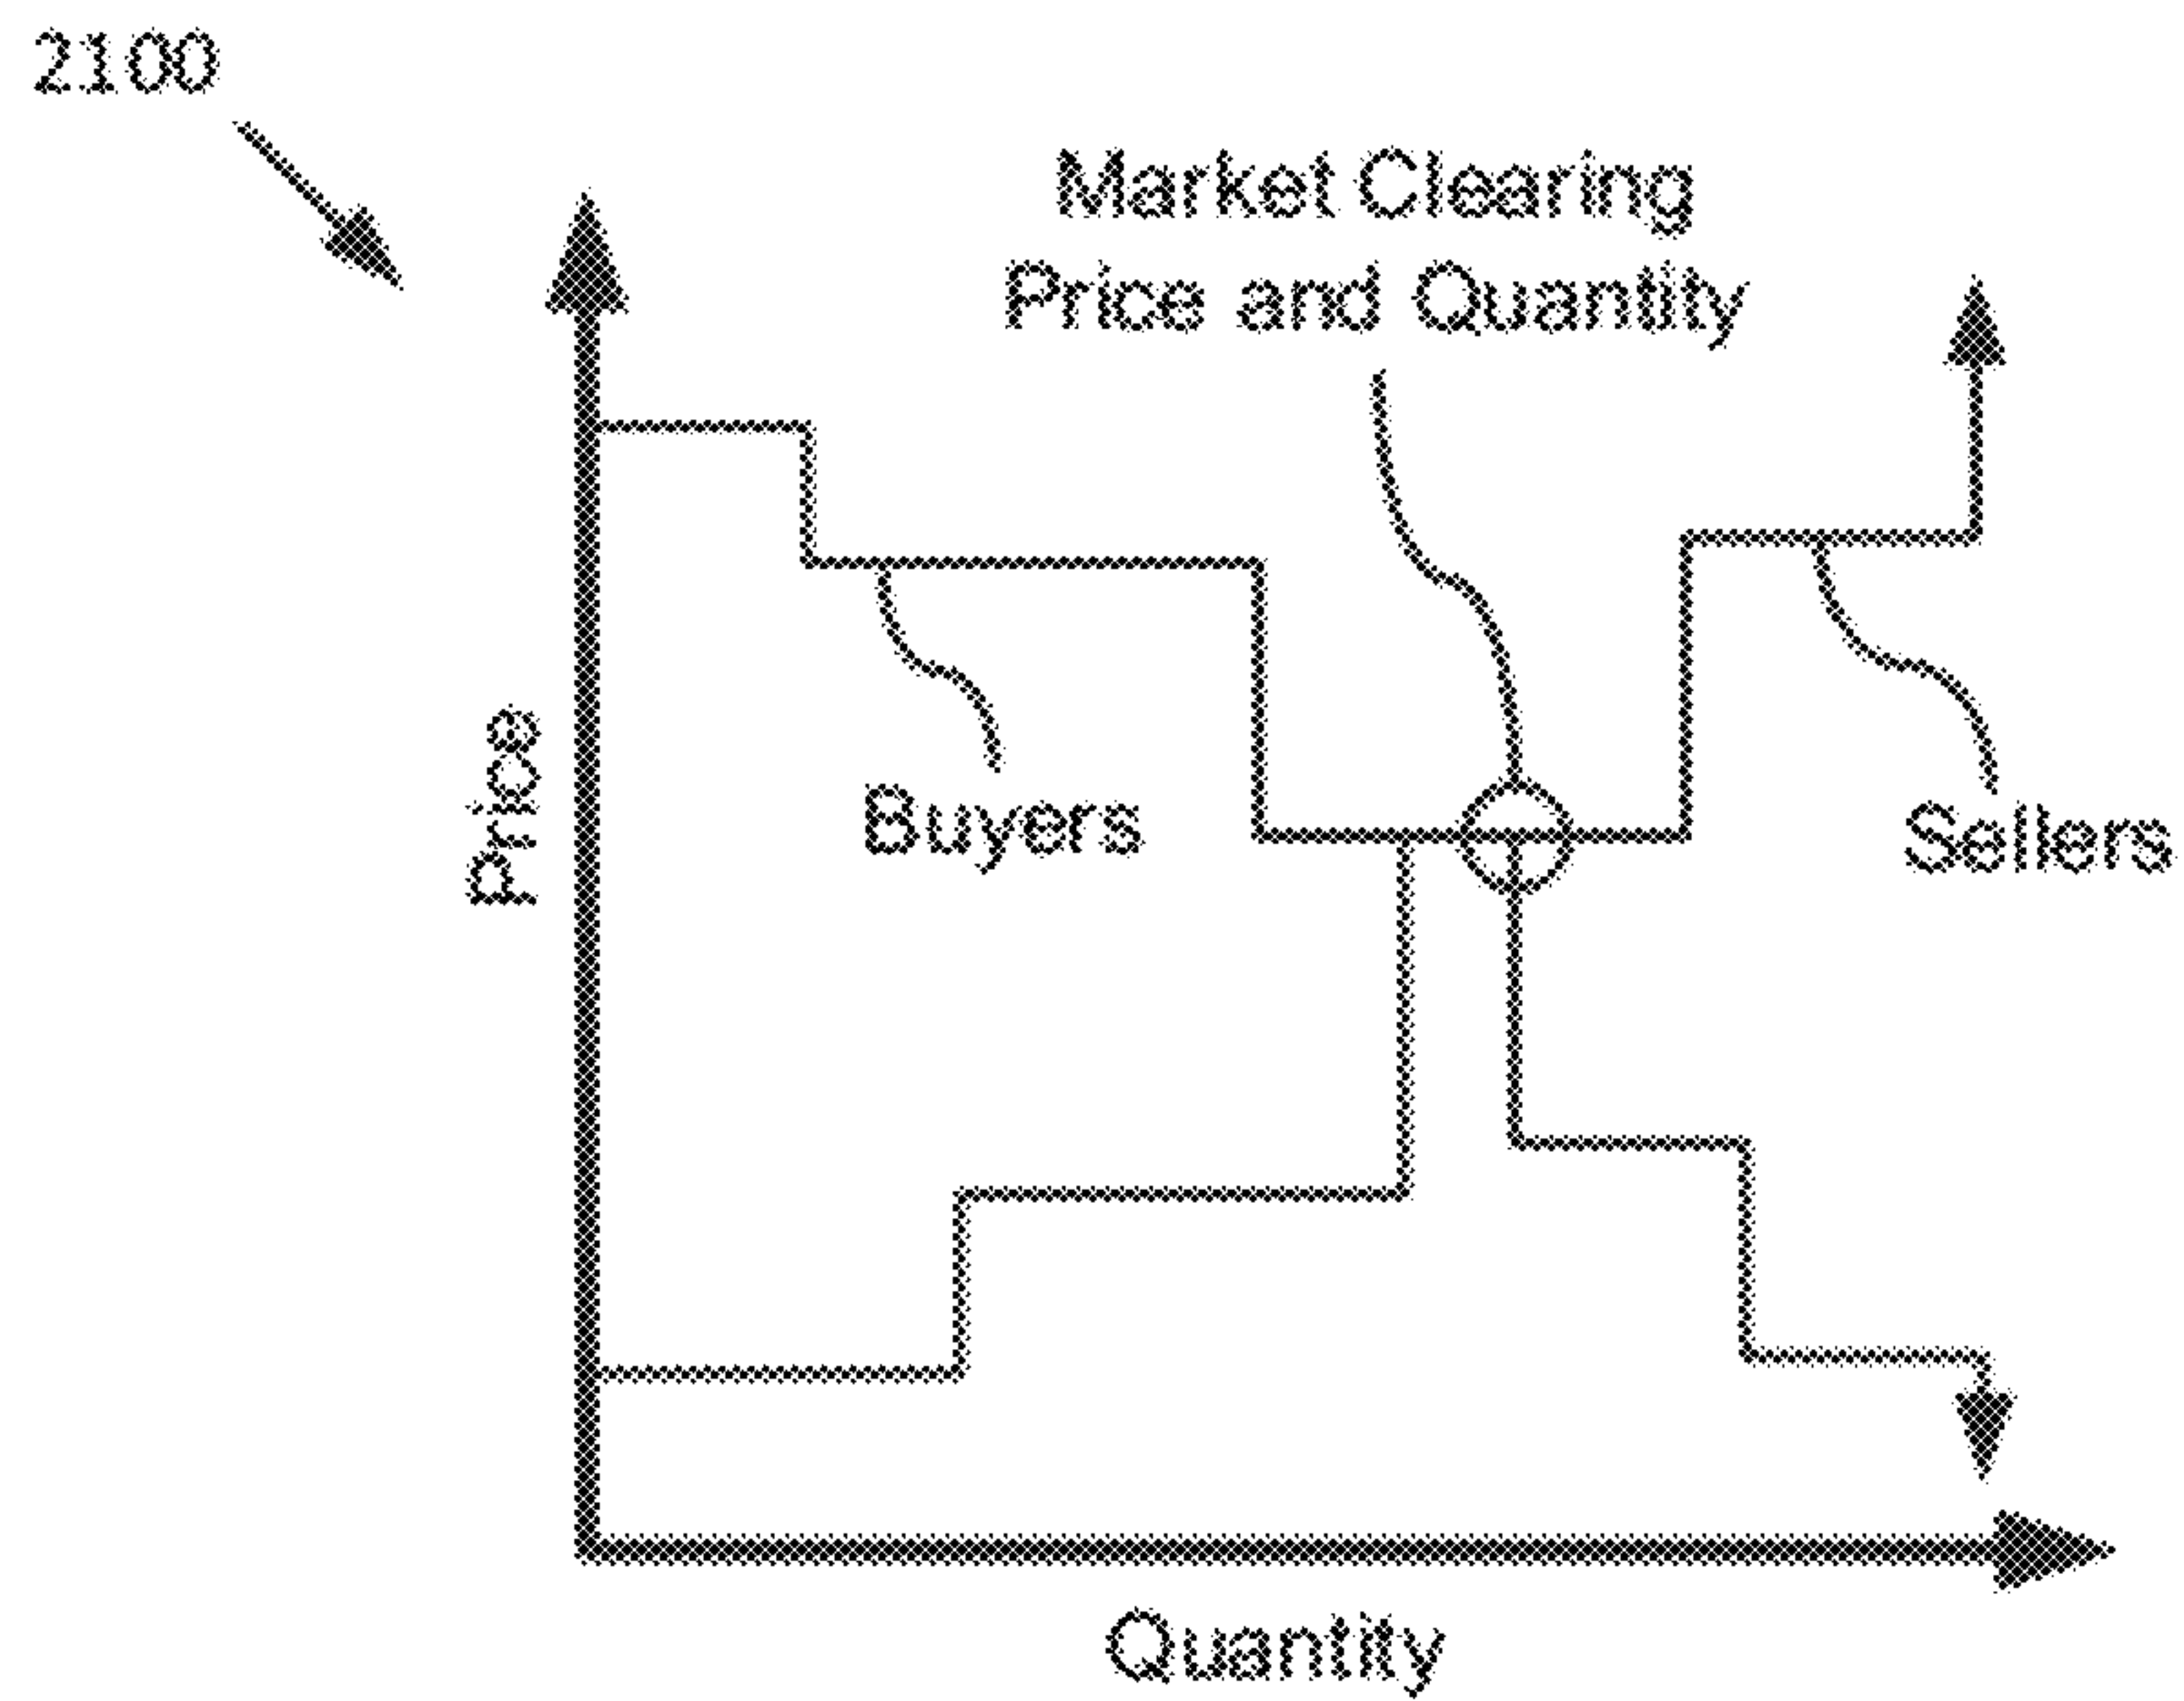 2100
Market Clearing
Price and Quantity
Price
Buyers
Sellers
Quantity